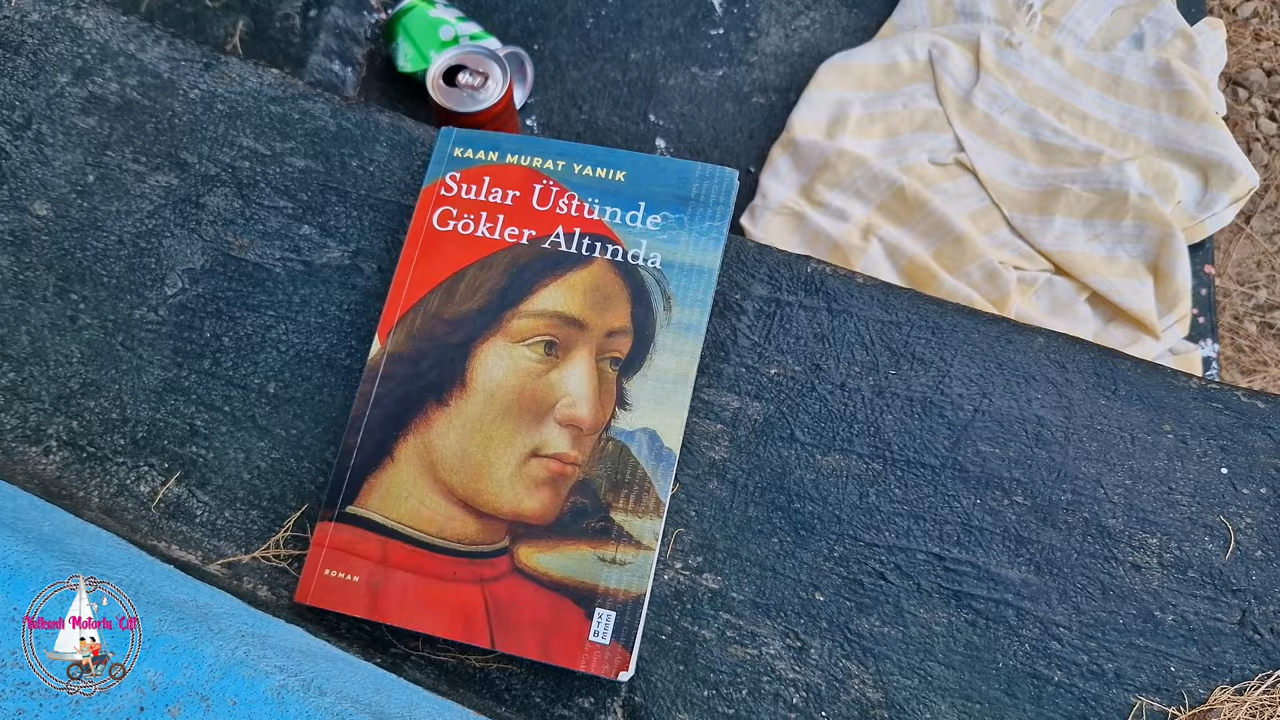 KAAN MURAT YANIK
Sular Üstünde
Gökler Altında
ROMAN
Yelkenli Motorlu Çift